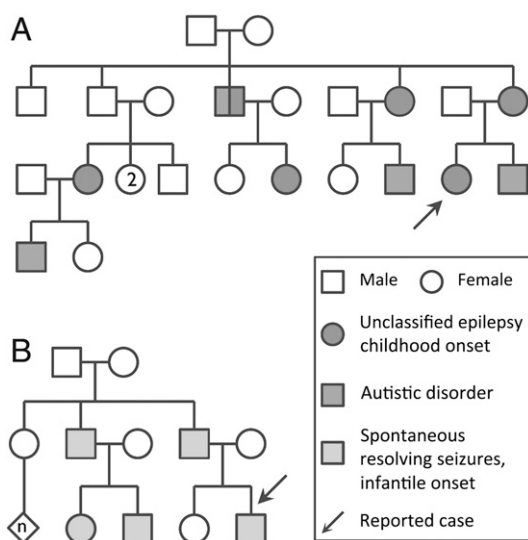 A
2
Male Female
Unclassified epilepsy
childhood onset
Autistic disorder
Spontaneous
resolving seizures,
infantile onset
Reported case
B
n